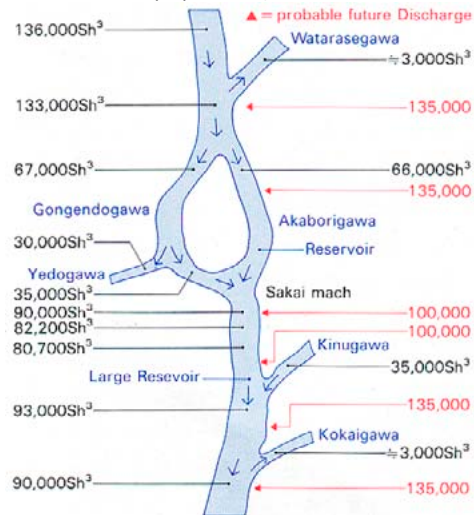 ▲ = probable future Discharge
136,000Sh³
Watarasegawa
≒3,000Sh³
133,000Sh³
135,000
67,000Sh³
66,000Sh³
135,000
Gongendogawa
Akaborigawa
30,000Sh³
Reservoir
Yedogawa
35,000Sh³
Sakai mach
90,000Sh³
100,000
82,200Sh³
100,000
80,700Sh³
Kinugawa
35,000Sh³
Large Resevoir
93,000Sh³
135,000
Kokaigawa
≒3,000Sh³
90,000Sh³
135,000